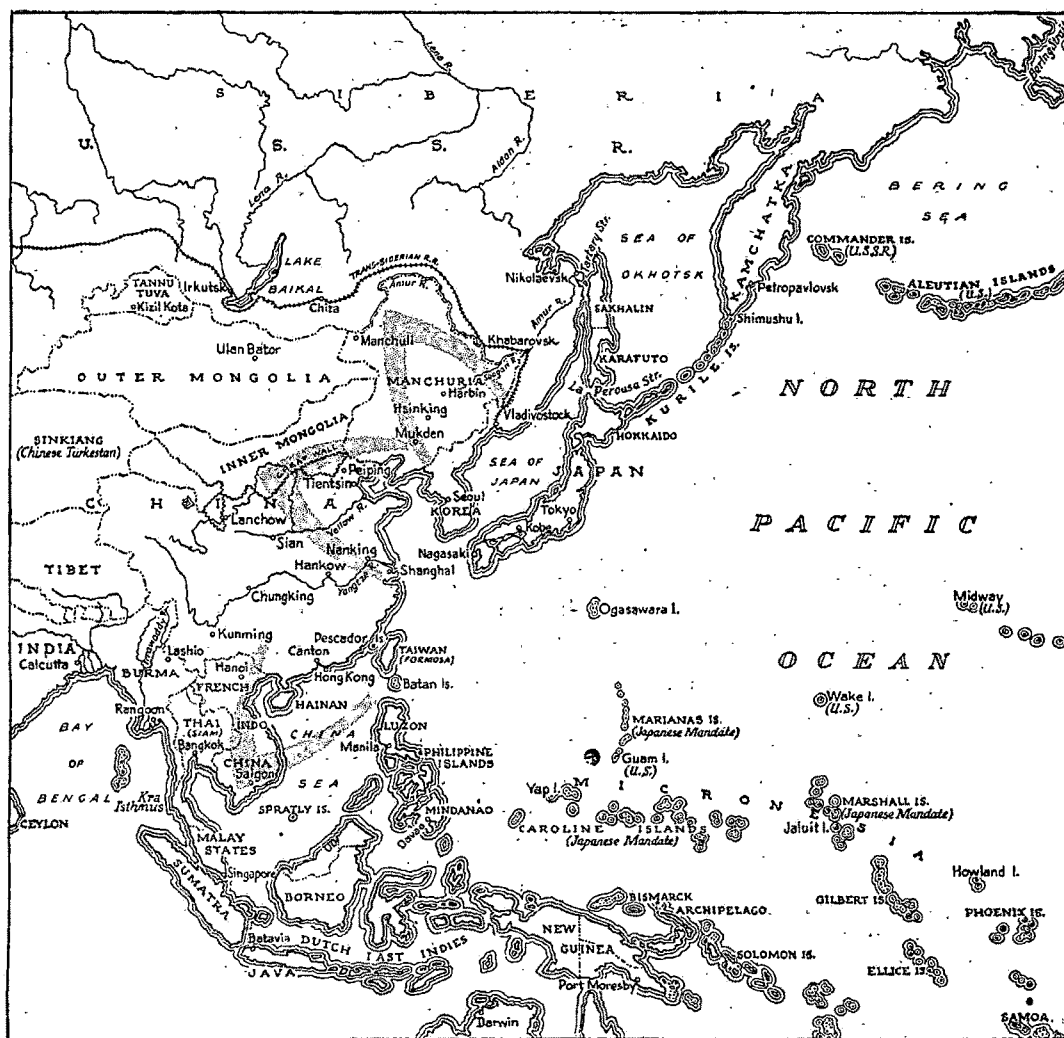 SIBERIA
U.S.S.R.
Lena R.
Aldan R.
Lena R.
LAKE
BAIKAL
TRANS-SIBERIAN R.R.
Amur R.
TANNU
TUVA
Kizil Kota
Irkutsk
Chita
Nikolaevsk
Tartary Str.
SEA OF
OKHOTSK
KAMCHATKA
BERING
SEA
COMMANDER IS.
(U.S.S.R.)
Petropavlovsk
ALEUTIAN ISLANDS
(U.S.)
Shimushu I.
SAKHALIN
Amur R.
Khabarovsk
Manchuli
Ulan Bator
OUTER MONGOLIA
MANCHURIA
Harbin
Hsinking
Mukden
KARAFUTO
La Perouse Str.
KURILE IS.
NORTH
Vladivostock
HOKKAIDO
SINKIANG
(Chinese Turkestan)
INNER MONGOLIA
Peiping
Tientsin
SEA OF
JAPAN
JAPAN
CHINA
Seoul
KOREA
Tokyo
Kobe
PACIFIC
Lanchow
Yellow R.
Sian
Nanking
Nagasaki
Hankow
Shanghai
Yangtze R.
TIBET
Chungking
Ogasawara I.
Midway
(U.S.)
Kunming
Pescador Is.
INDIA
Calcutta
Irrawaddy
Lashio
BURMA
Hanoi
Canton
TAIWAN
(FORMOSA)
OCEAN
FRENCH
Hong Kong
Batan Is.
Wake I.
(U.S.)
Rangoon
HAINAN
BAY
OF
BENGAL
THAI
(SIAM)
INDO
CHINA
LUZON
MARIANAS IS.
(Japanese Mandate)
Bangkok
Manila
CHINA
SEA
PHILIPPINE
ISLANDS
Guam I.
(U.S.)
Saigon
Yap I.
MICRONESIA
Kra
Isthmus
SPRATLY IS.
MINDANAO
Davao
MARSHALL IS.
(Japanese Mandate)
CEYLON
CAROLINE ISLANDS
(Japanese Mandate)
Jaluit I.
MALAY
STATES
Singapore
SUMATRA
BORNEO
Howland I.
BISMARCK
ARCHIPELAGO
GILBERT IS.
PHOENIX IS.
NEW
GUINEA
Batavia
DUTCH EAST INDIES
JAVA
SOLOMON IS.
ELLICE IS.
Port Moresby
Darwin
SAMOA